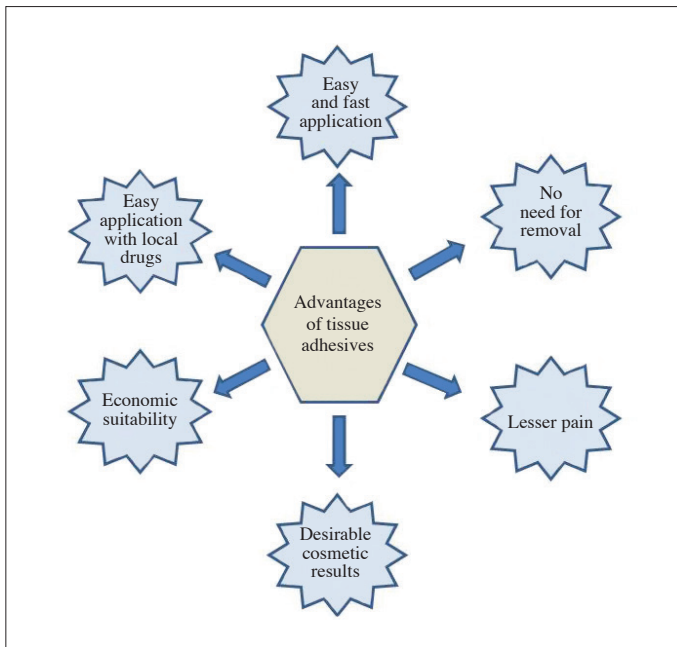 Easy
and fast
application
No
need for
removal
Easy
application
with local
drugs
Advantages
of tissue
adhesives
Economic
suitability
Lesser pain
Desirable
cosmetic
results